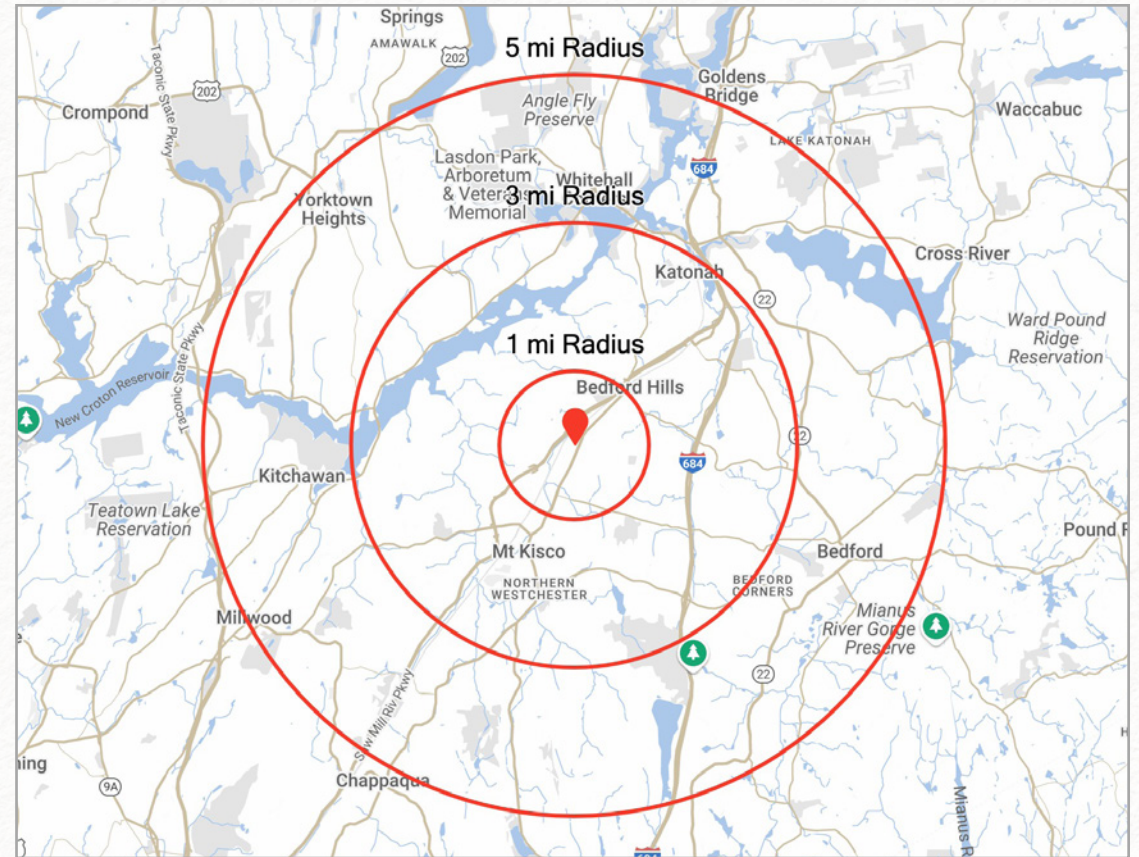 Springs
AMAWALK
202
5 mi Radius
Goldens
Bridge
Taconic State Pkwy
202
Crompond
Angle Fly
Preserve
Waccabuc
LAKE KATONAH
Lasdon Park,
Arboretum
& Veterans
Memorial
Whitehall
684
3 mi Radius
Yorktown
Heights
Katonah
Cross River
22
Ward Pound
Ridge
Reservation
1 mi Radius
Bedford Hills
New Croton Reservoir
Taconic State Pkwy
22
684
Kitchawan
Teatown Lake
Reservation
Mt Kisco
Bedford
Pound
NORTHERN
WESTCHESTER
BEDFORD
CORNERS
Millwood
Mianus
River Gorge
Preserve
22
Saw Mill Riv Pkwy
ing
Chappaqua
9A
Mianus R
684